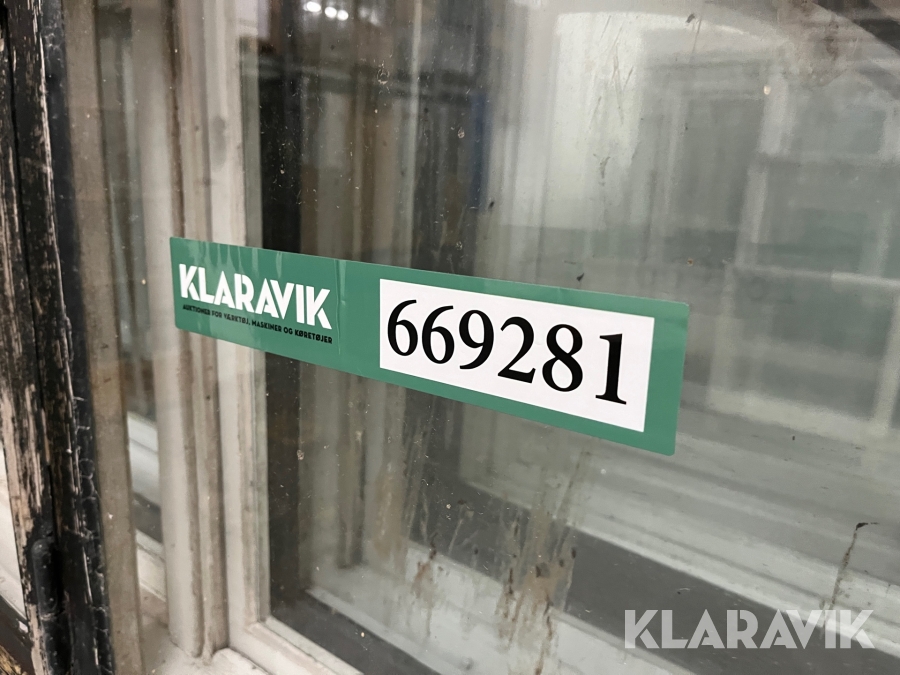 KLARAVIK
AUKTIONER FOR VÆRKTØJ, MASKINER OG KØRETØJER
669281
KLARAVIK